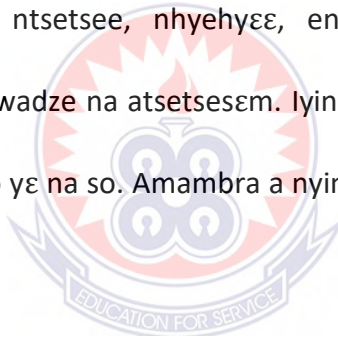 ntsetsee, nhyehyɛɛ, en
wadze na atsetsesɛm. Iyin
yɛ na so. Amambra a nyin
EDUCATION FOR SERVICE